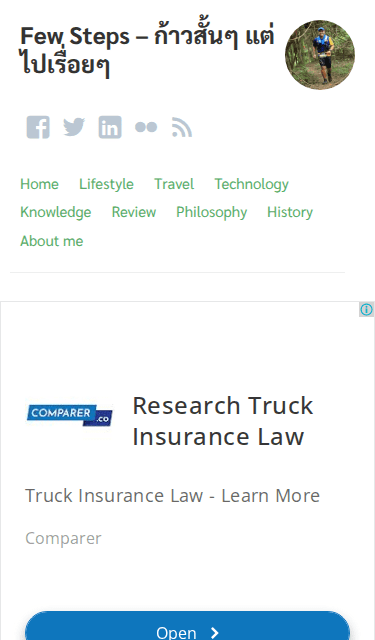 Few Steps – ก้าวสั้นๆ แต่
ไปเรื่อยๆ
Home Lifestyle Travel Technology
Knowledge Review Philosophy History
About me
COMPARER
.co
Research Truck
Insurance Law
Truck Insurance Law - Learn More
Comparer
Open